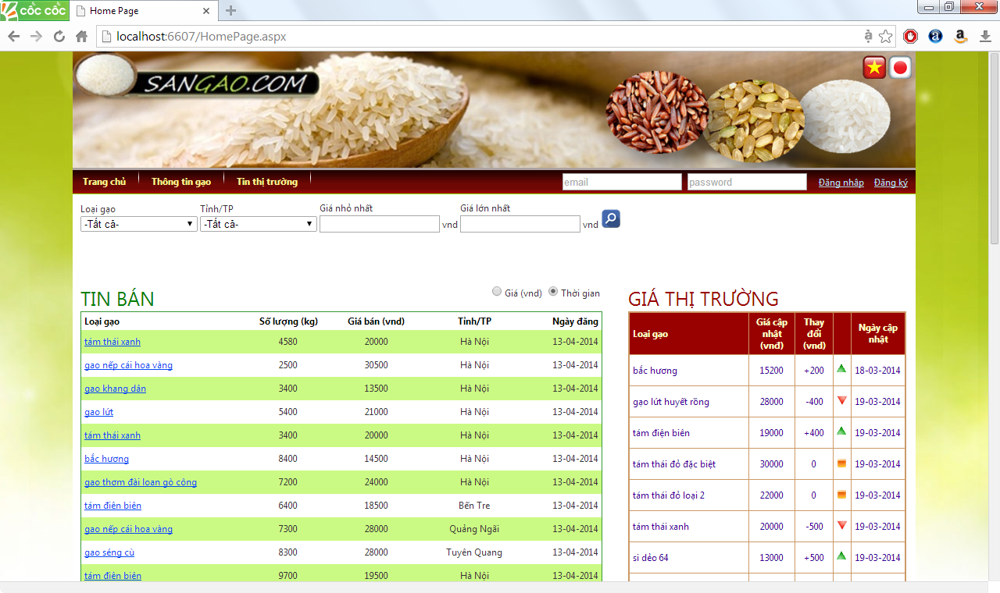 CỐC CỐC
Home Page
localhost:6607/HomePage.aspx
SANGAO.COM
Trang chủ
Thông tin gạo
Tin thị trường
email
password
Đăng nhập
Đăng ký
Loại gạo
Tỉnh/TP
Giá nhỏ nhất
Giá lớn nhất
-Tất cả-
-Tất cả-
vnd
vnd
TIN BÁN
Giá (vnd)
Thời gian
Loại gạo Số lượng (kg) Giá bán (vnd) Tỉnh/TP Ngày đăng
tám thái xanh 4580 20000 Hà Nội 13-04-2014
gạo nếp cái hoa vàng 2500 30500 Hà Nội 13-04-2014
gạo khang dân 3400 13500 Hà Nội 13-04-2014
gạo lứt 5400 21000 Hà Nội 13-04-2014
tám thái xanh 3400 20000 Hà Nội 13-04-2014
bắc hương 8400 14500 Hà Nội 13-04-2014
gạo thơm đài loan gò công 7200 24000 Hà Nội 13-04-2014
tám điện biên 6400 18500 Bến Tre 13-04-2014
gạo nếp cái hoa vàng 7300 28000 Quảng Ngãi 13-04-2014
gạo séng cù 8300 28000 Tuyên Quang 13-04-2014
tám điện biên 9700 19500 Hà Nội 13-04-2014
GIÁ THỊ TRƯỜNG
Loại gạo Giá cập nhật (vnđ) Thay đổi (vnd) Ngày cập nhật
bắc hương 15200 +200 18-03-2014
gạo lứt huyết rồng 28000 -400 19-03-2014
tám điện biên 19000 +400 19-03-2014
tám thái đỏ đặc biệt 30000 0 19-03-2014
tám thái đỏ loại 2 22000 0 19-03-2014
tám thái xanh 20000 -500 19-03-2014
si dẻo 64 13000 +500 19-03-2014